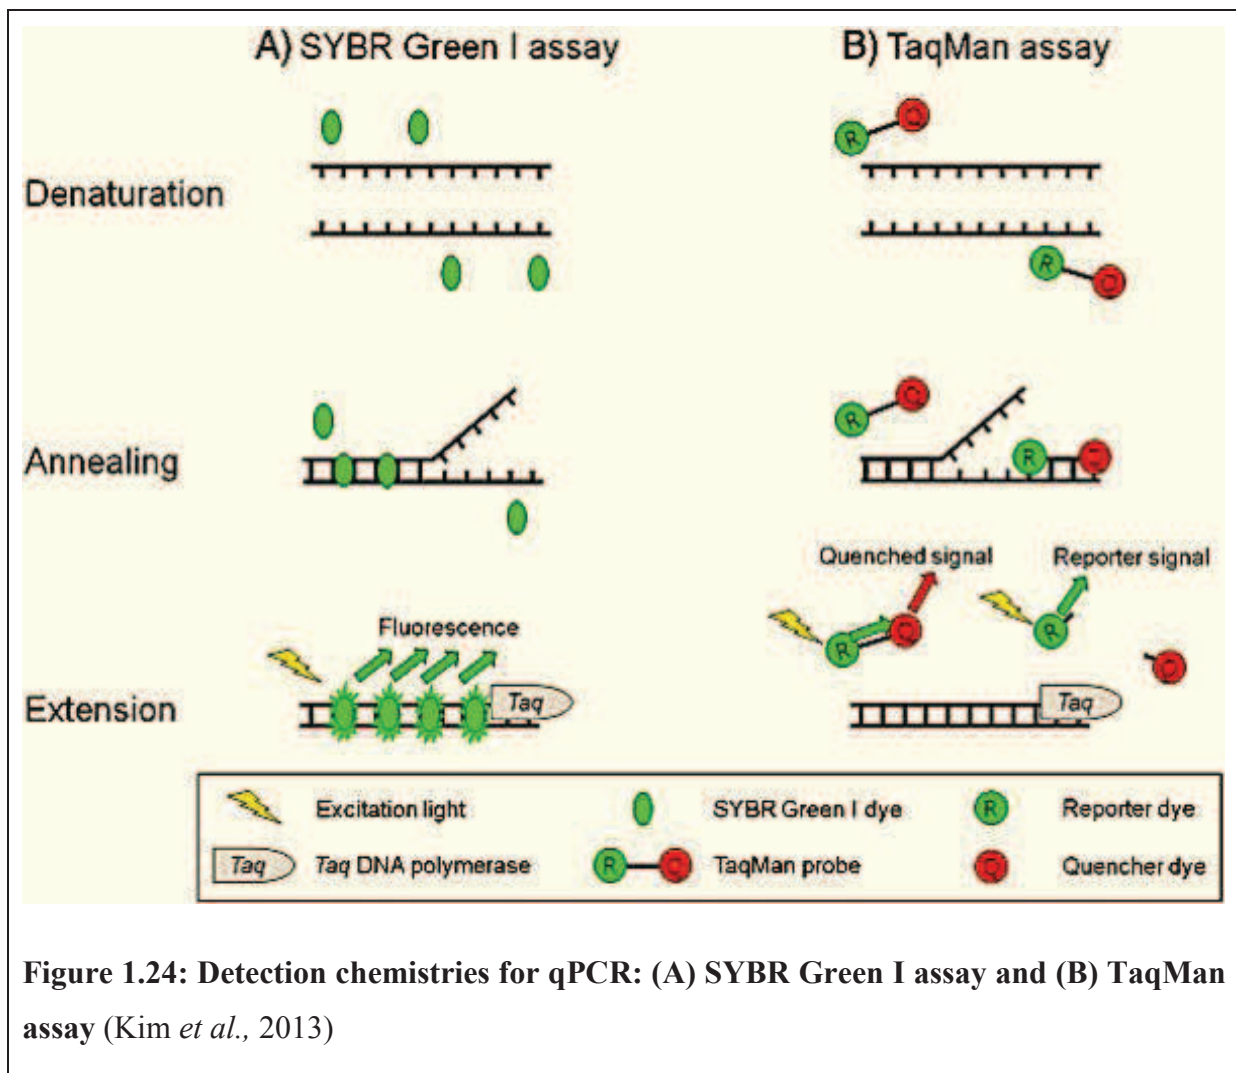 A) SYBR Green I assay
B) TaqMan assay
R Q
Denaturation
R Q
R Q
Annealing
R Q
Quenched signal
Reporter signal
Fluorescence
R Q
R
Q
Extension
Taq
Taq
Excitation light
SYBR Green I dye
R
Reporter dye
Taq
Taq DNA polymerase
R Q
TaqMan probe
Q
Quencher dye
Figure 1.24: Detection chemistries for qPCR: (A) SYBR Green I assay and (B) TaqMan
assay (Kim et al., 2013)